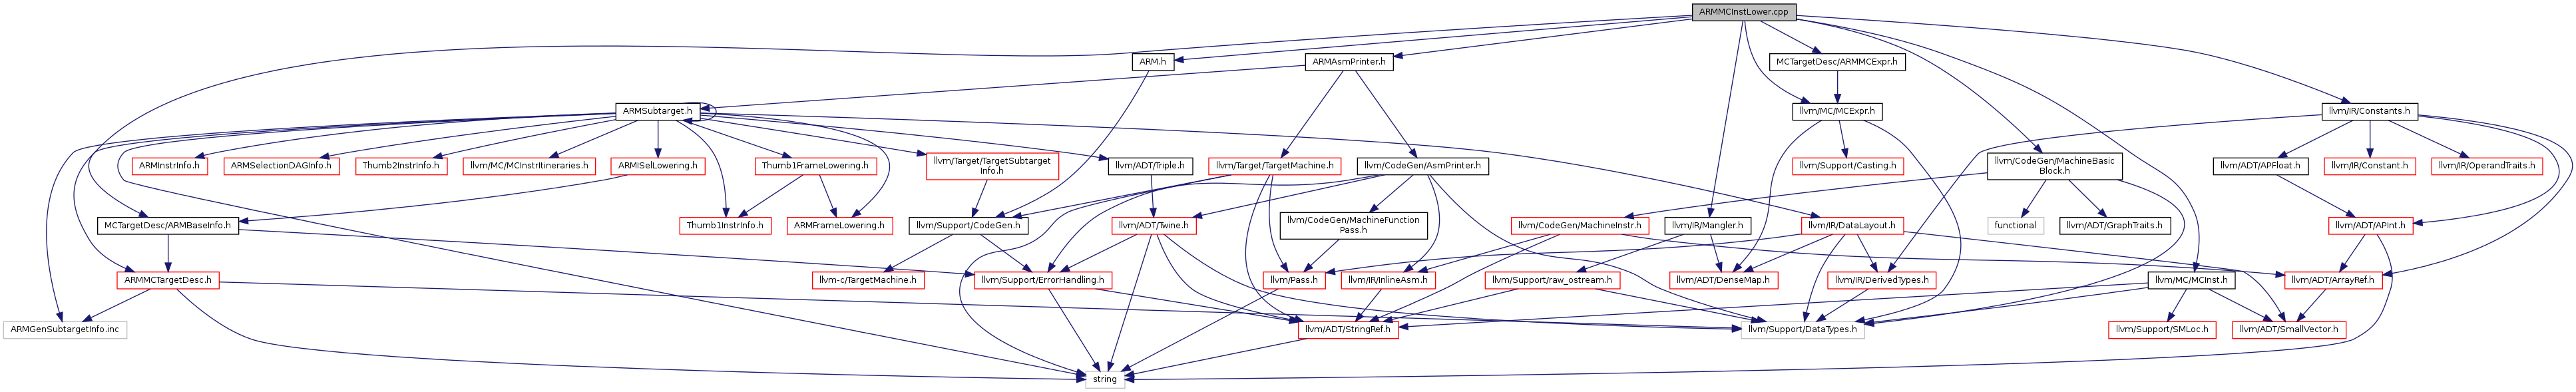 ARMMCInstLower.cpp
ARM.h
ARMAsmPrinter.h
MCTargetDesc/ARMMCExpr.h
ARMSubtarget.h
llvm/MC/MCExpr.h
llvm/IR/Constants.h
ARMInstrInfo.h
ARMSelectionDAGInfo.h
Thumb2InstrInfo.h
llvm/MC/MCInstrItineraries.h
ARMISelLowering.h
Thumb1FrameLowering.h
llvm/Target/TargetSubtarget
Info.h
llvm/ADT/Triple.h
llvm/Target/TargetMachine.h
llvm/CodeGen/AsmPrinter.h
llvm/Support/Casting.h
llvm/CodeGen/MachineBasic
Block.h
llvm/ADT/APFloat.h
llvm/IR/Constant.h
llvm/IR/OperandTraits.h
MCTargetDesc/ARMBaseInfo.h
Thumb1InstrInfo.h
ARMFrameLowering.h
llvm/Support/CodeGen.h
llvm/ADT/Twine.h
llvm/CodeGen/MachineFunction
Pass.h
llvm/CodeGen/MachineInstr.h
llvm/IR/Mangler.h
llvm/IR/DataLayout.h
functional
llvm/ADT/GraphTraits.h
llvm/ADT/APInt.h
ARMMCTargetDesc.h
llvm-c/TargetMachine.h
llvm/Support/ErrorHandling.h
llvm/Pass.h
llvm/IR/InlineAsm.h
llvm/Support/raw_ostream.h
llvm/ADT/DenseMap.h
llvm/IR/DerivedTypes.h
llvm/MC/MCInst.h
llvm/ADT/ArrayRef.h
ARMGenSubtargetInfo.inc
llvm/ADT/StringRef.h
llvm/Support/DataTypes.h
llvm/Support/SMLoc.h
llvm/ADT/SmallVector.h
string